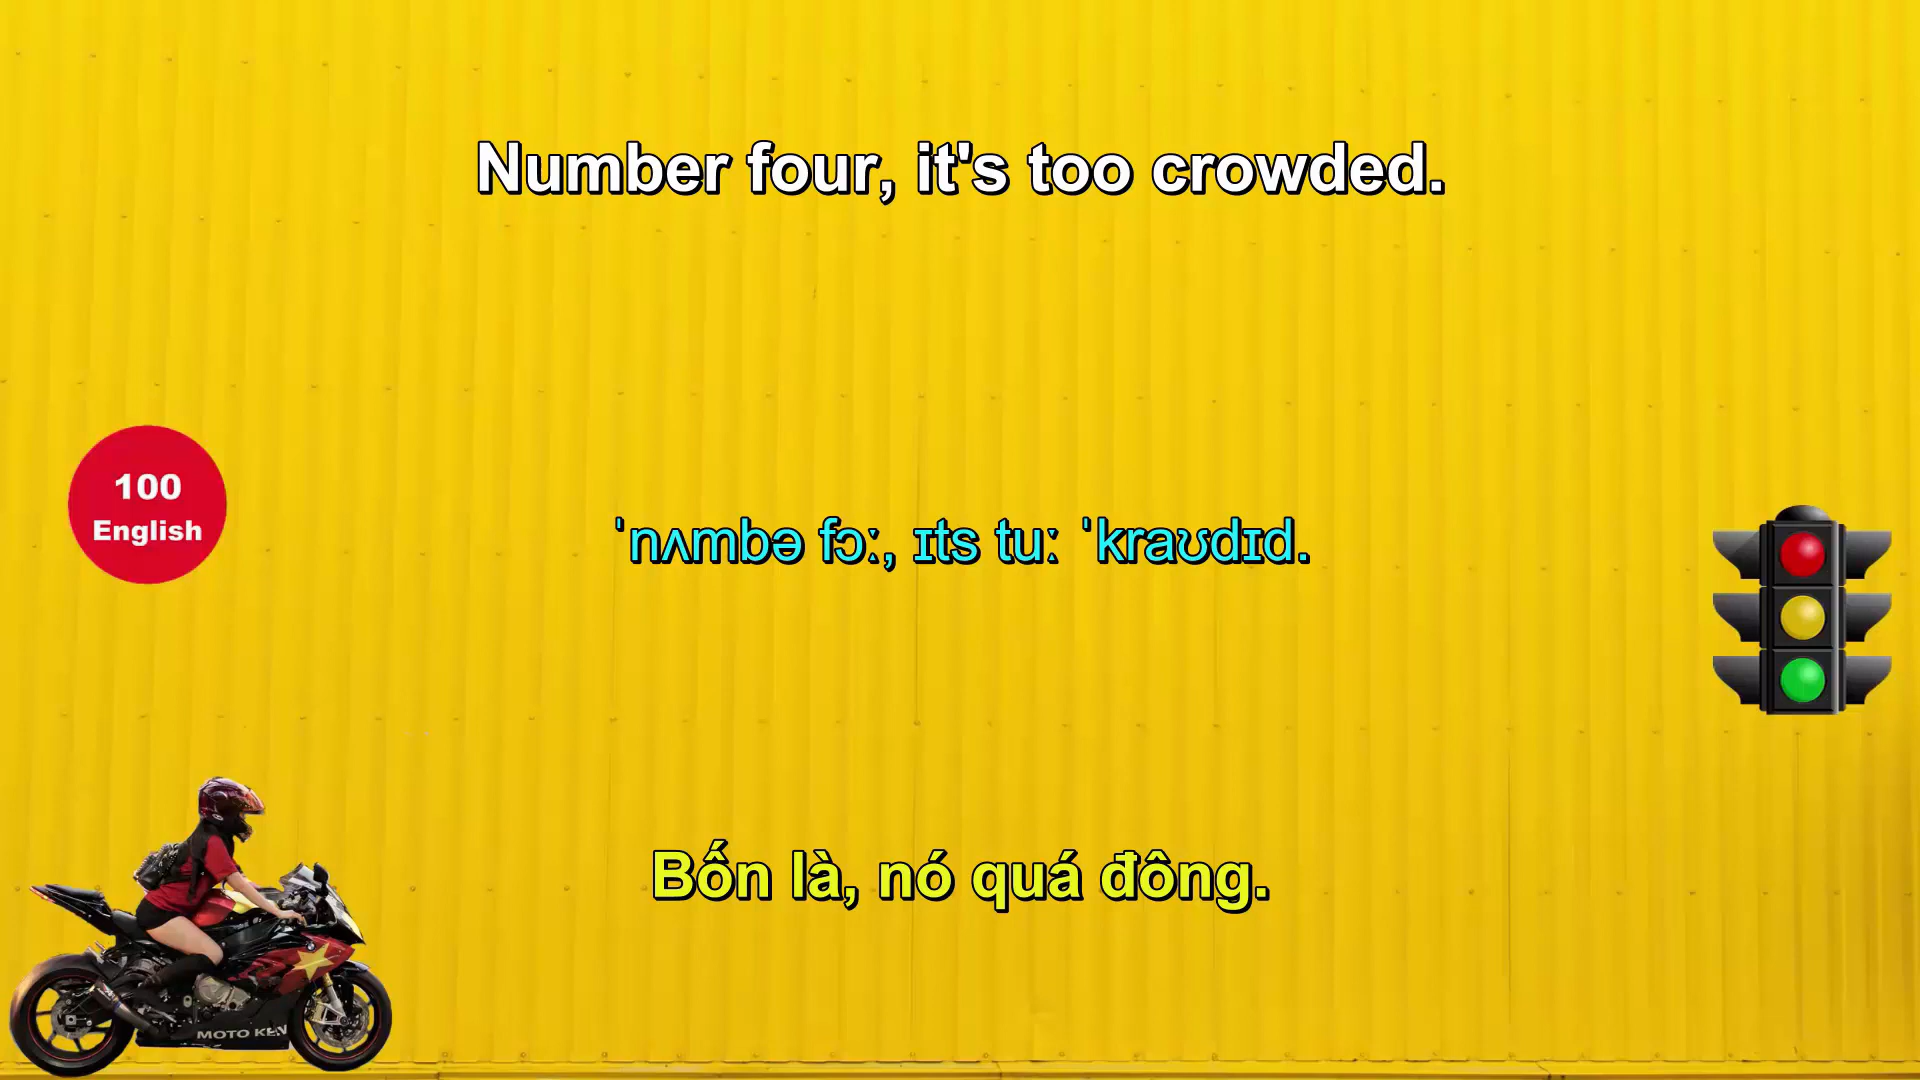 Number four, it's too crowded.
100
English
ˈnʌmbə fɔː, ɪts tuː ˈkraʊdɪd.
Bốn là, nó quá đông.
MOTO KEN